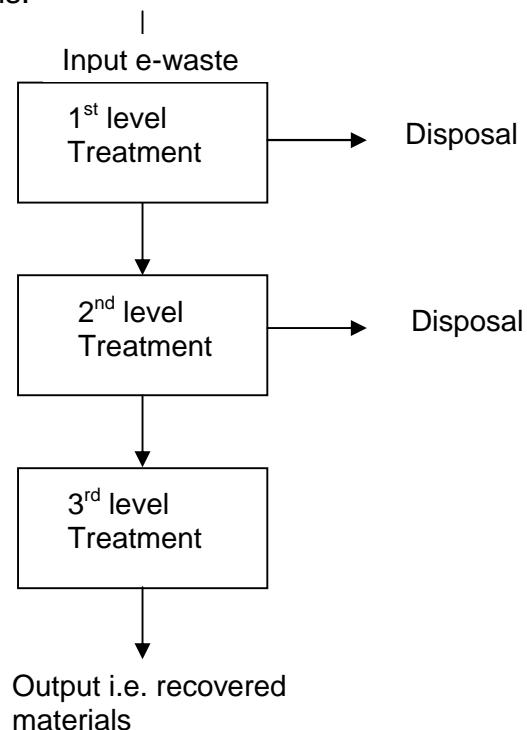 Input e-waste
1st level
Treatment
Disposal
2nd level
Treatment
Disposal
3rd level
Treatment
Output i.e. recovered
materials